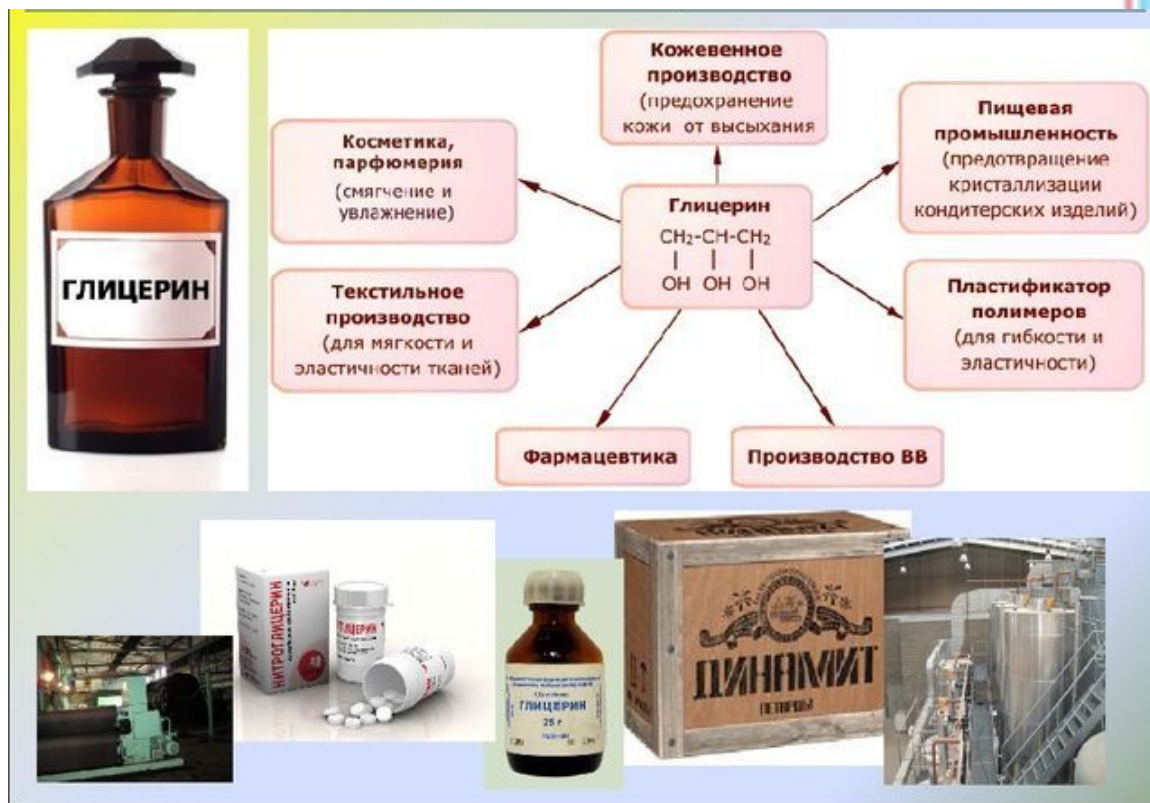 ГЛИЦЕРИН
Кожевенное
производство
(предохранение
кожи от высыхания
Косметика,
парфюмерия
(смягчение и
увлажнение)
Пищевая
промышленность
(предотвращение
кристаллизации
кондитерских изделий)
Глицерин
CH₂-CH-CH₂
| | |
OH OH OH
Текстильное
производство
(для мягкости и
эластичности тканей)
Пластификатор
полимеров
(для гибкости и
эластичности)
Фармацевтика
Производство ВВ
НИТРОГЛИЦЕРИН
ГЛИЦЕРИН
ГЛИЦЕРИН
25 г
ДИНАМИТ
ПЕТАРДЫ